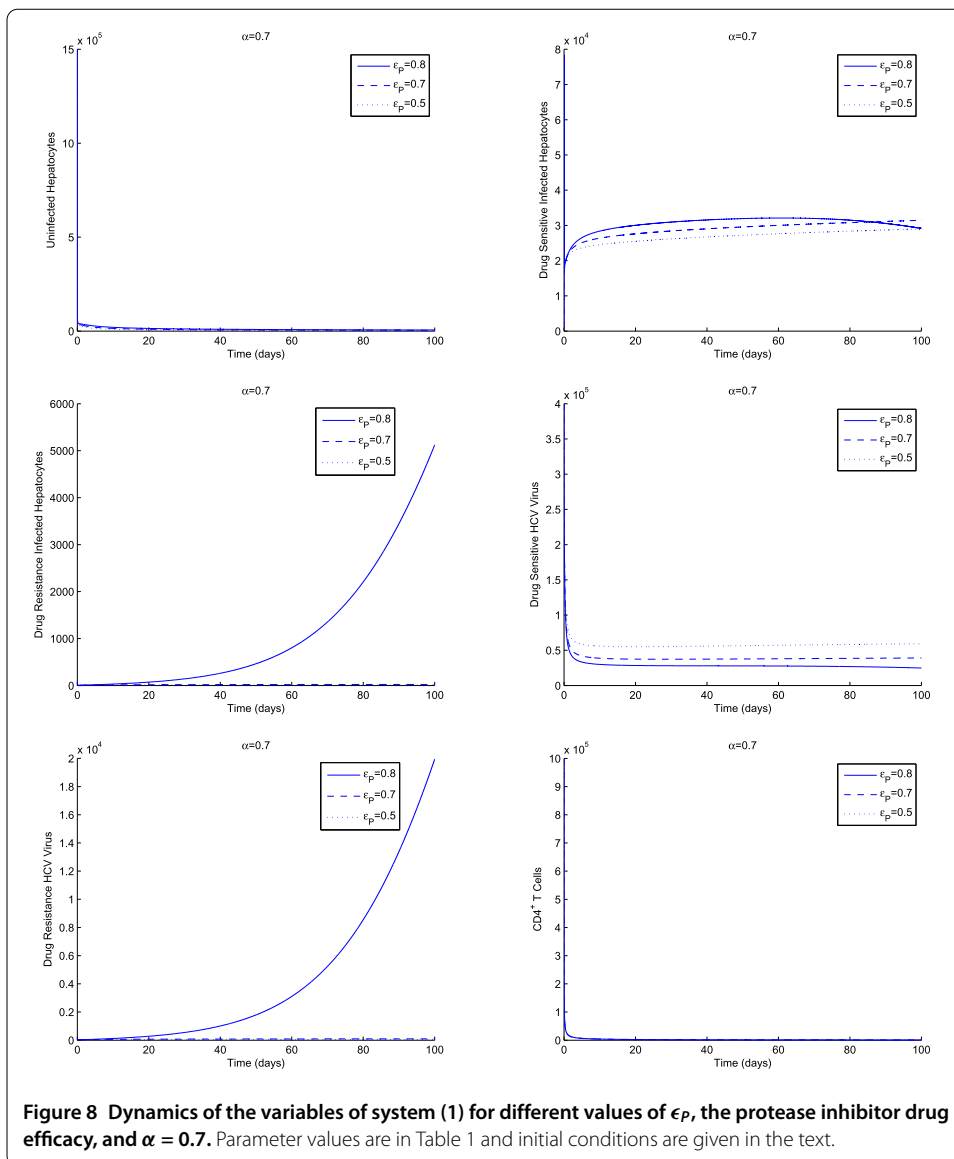 α=0.7
x 10^5
15
10
5
0
0 20 40 60 80 100
Time (days)
Uninfected Hepatocytes
ε_P=0.8
ε_P=0.7
ε_P=0.5
α=0.7
x 10^4
8
7
6
5
4
3
2
1
0
0 20 40 60 80 100
Time (days)
Drug Sensitive Infected Hepatocytes
ε_P=0.8
ε_P=0.7
ε_P=0.5
α=0.7
6000
5000
4000
3000
2000
1000
0
0 20 40 60 80 100
Time (days)
Drug Resistance Infected Hepatocytes
ε_P=0.8
ε_P=0.7
ε_P=0.5
α=0.7
x 10^5
4
3.5
3
2.5
2
1.5
1
0.5
0
0 20 40 60 80 100
Time (days)
Drug Sensitive HCV Virus
ε_P=0.8
ε_P=0.7
ε_P=0.5
α=0.7
x 10^4
2
1.8
1.6
1.4
1.2
1
0.8
0.6
0.4
0.2
0
0 20 40 60 80 100
Time (days)
Drug Resistance HCV Virus
ε_P=0.8
ε_P=0.7
ε_P=0.5
α=0.7
x 10^5
10
9
8
7
6
5
4
3
2
1
0
0 20 40 60 80 100
Time (days)
CD4^+ T Cells
ε_P=0.8
ε_P=0.7
ε_P=0.5
Figure 8 Dynamics of the variables of system (1) for different values of ϵ_P, the protease inhibitor drug
efficacy, and α = 0.7. Parameter values are in Table 1 and initial conditions are given in the text.